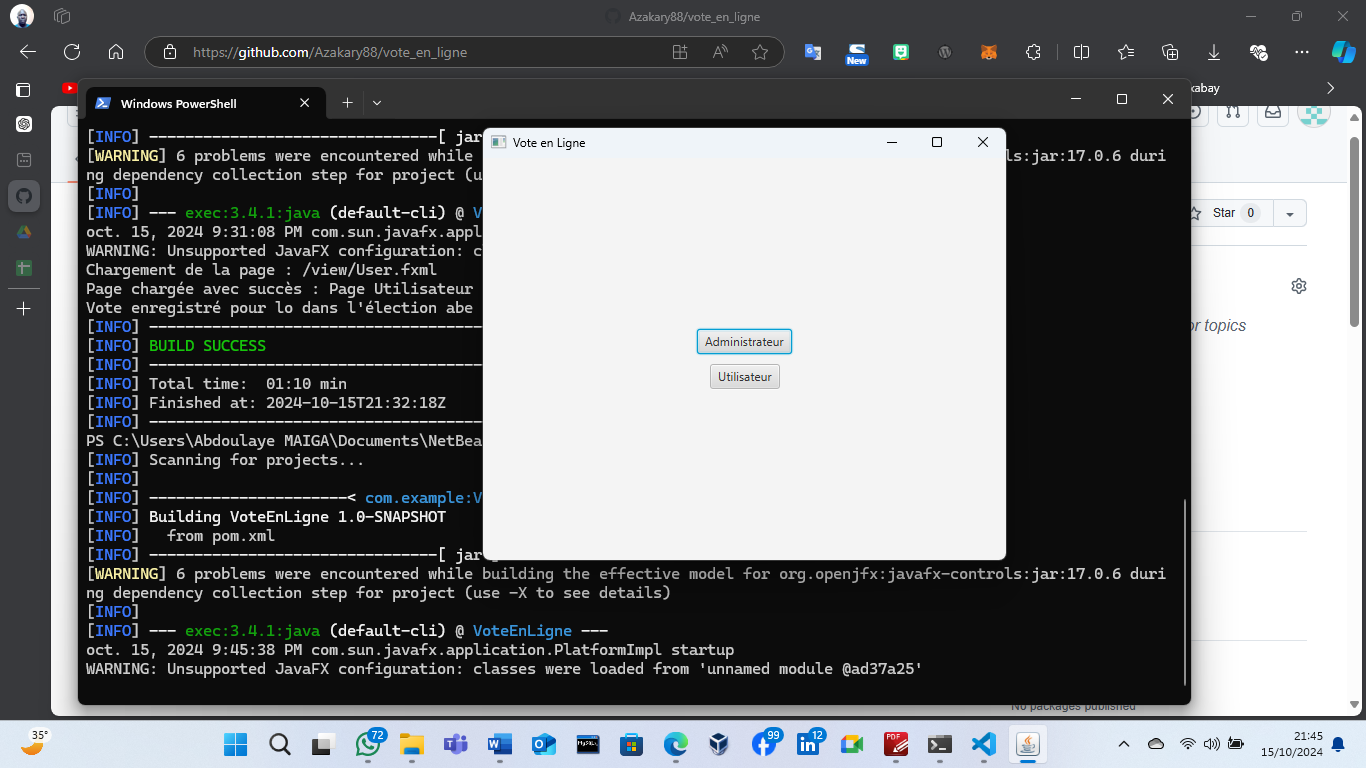 Azakary88/vote_en_ligne
https://github.com/Azakary88/vote_en_ligne
New
Windows PowerShell
[INFO] --------------------------------[ jar
[WARNING] 6 problems were encountered while
ls:jar:17.0.6 duri
ng dependency collection step for project (u
[INFO]
[INFO] --- exec:3.4.1:java (default-cli) @ V
oct. 15, 2024 9:31:08 PM com.sun.javafx.appl
WARNING: Unsupported JavaFX configuration: c
Chargement de la page : /view/User.fxml
Page chargée avec succès : Page Utilisateur
Vote enregistré pour lo dans l'élection abe
[INFO] -------------------------------------
[INFO] BUILD SUCCESS
[INFO] -------------------------------------
[INFO] Total time:  01:10 min
[INFO] Finished at: 2024-10-15T21:32:18Z
[INFO] -------------------------------------
PS C:\Users\Abdoulaye MAIGA\Documents\NetBea
[INFO] Scanning for projects...
[INFO]
[INFO] ----------------------< com.example:V
[INFO] Building VoteEnLigne 1.0-SNAPSHOT
[INFO]   from pom.xml
[INFO] --------------------------------[ jar
[WARNING] 6 problems were encountered while building the effective model for org.openjfx:javafx-controls:jar:17.0.6 duri
ng dependency collection step for project (use -X to see details)
[INFO]
[INFO] --- exec:3.4.1:java (default-cli) @ VoteEnLigne ---
oct. 15, 2024 9:45:38 PM com.sun.javafx.application.PlatformImpl startup
WARNING: Unsupported JavaFX configuration: classes were loaded from 'unnamed module @ad37a25'
Vote en Ligne
Administrateur
Utilisateur
kabay
Star 0
or topics
No packages published
35°
72
MySQL
99
12
PDF
21:45
15/10/2024